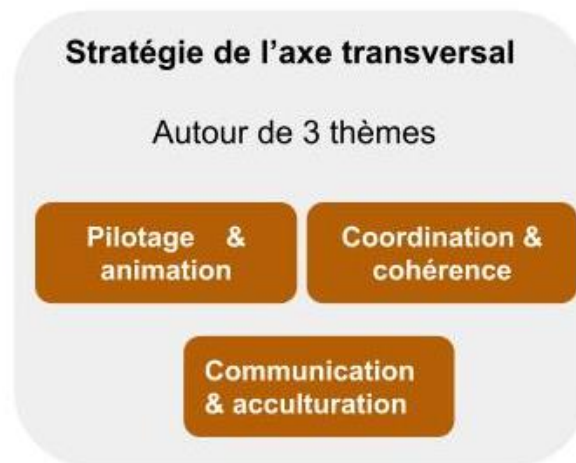 Stratégie de l’axe transversal
Autour de 3 thèmes
Pilotage &
animation
Coordination &
cohérence
Communication
& acculturation